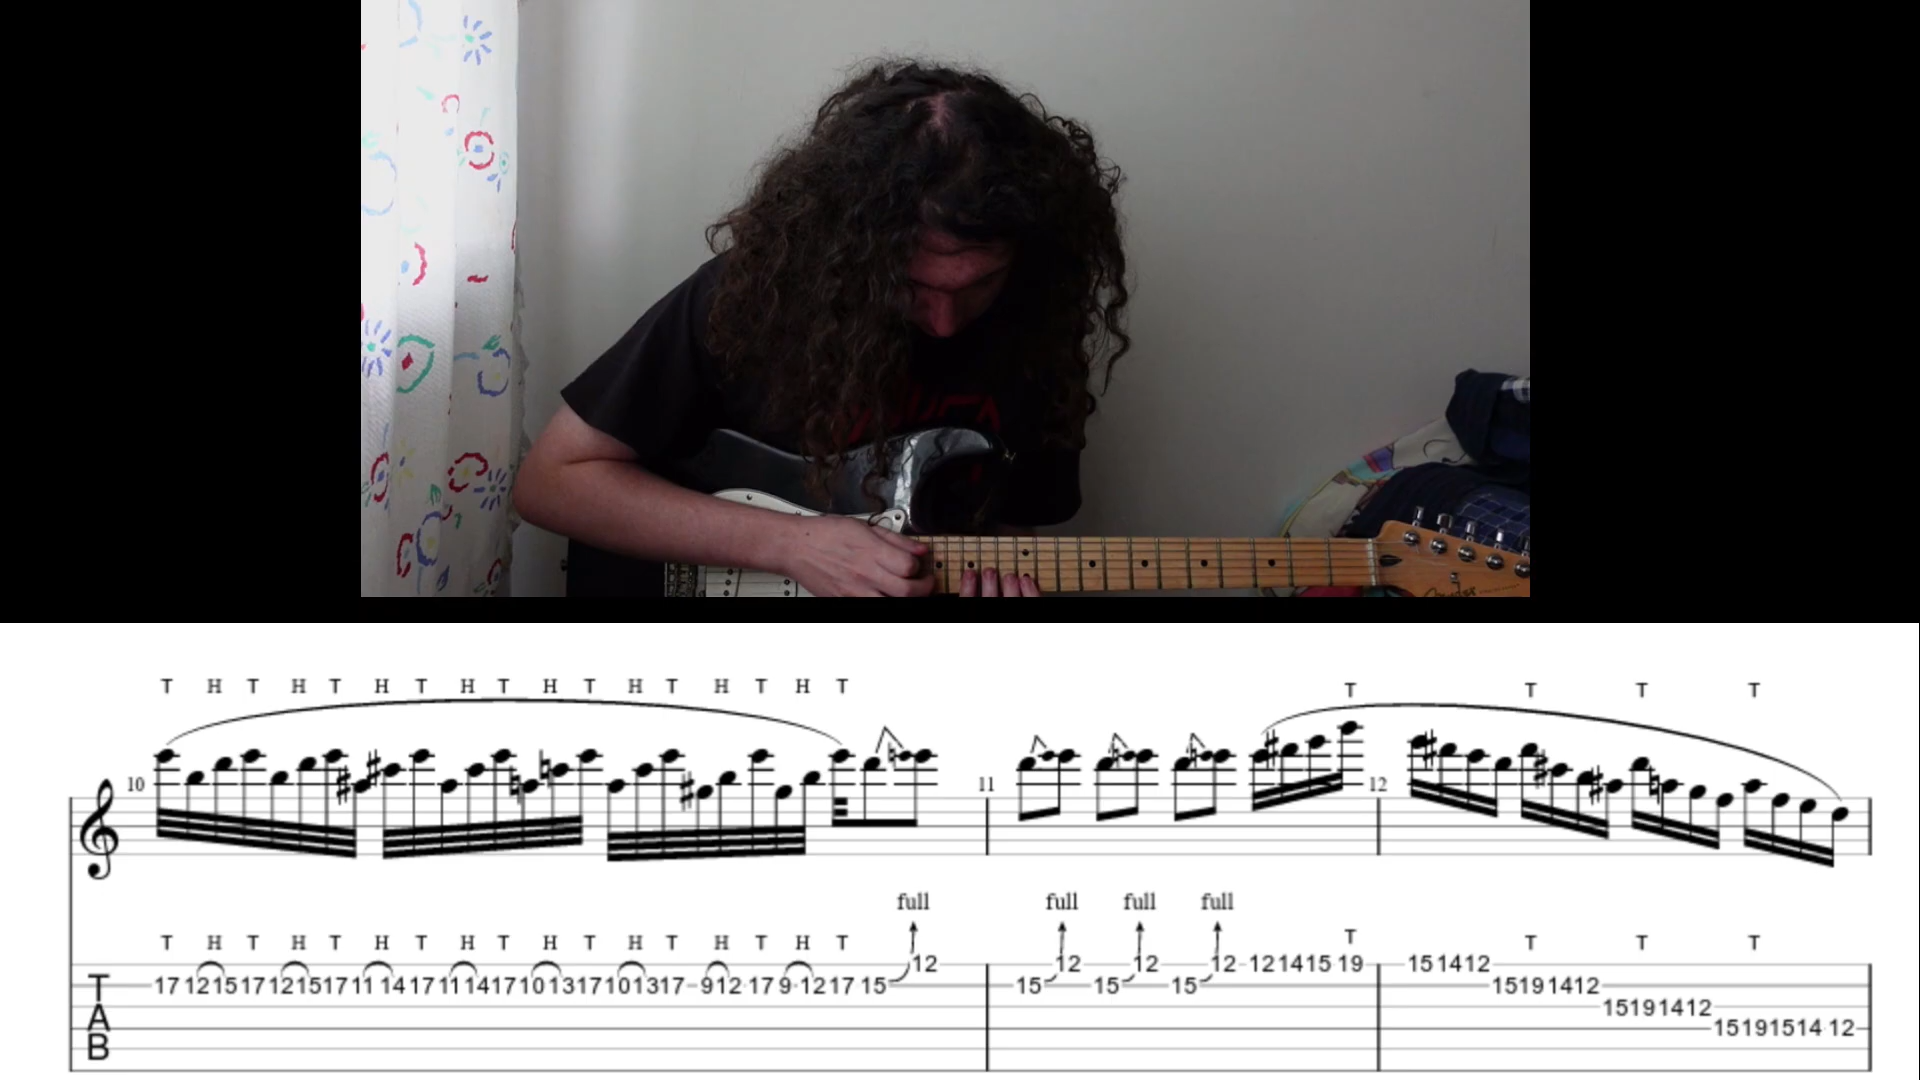 Fender
T H T H T H T H T H T H T H T H T T T T T
10 11 12
full full full full
T H T H T H T H T H T H T H T H T T T T T
12 12 12 12 12 14 15 19 15 14 12
T 17 12 15 17 12 15 17 11 14 17 11 14 17 10 13 17 10 13 17 9 12 17 9 12 17 15 15 15 15 15 19 14 12
A 15 19 14 12
15 19 15 14 12
B